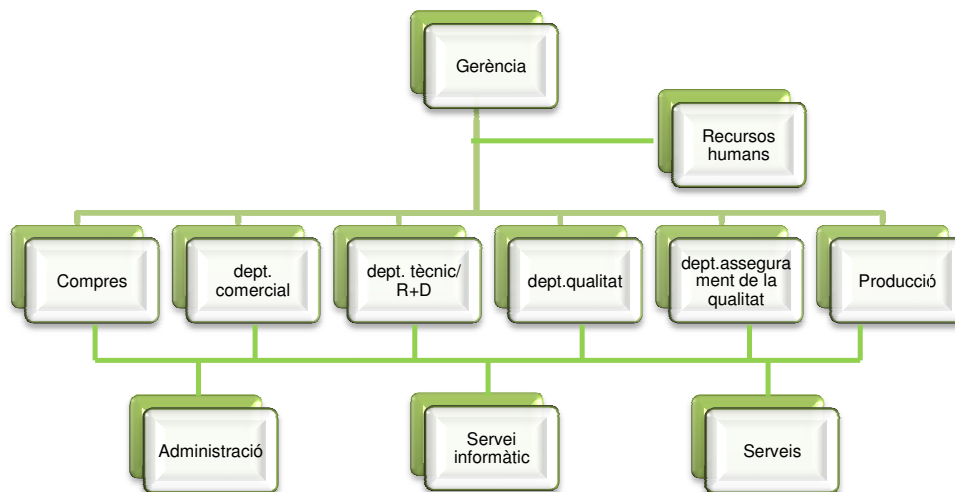 Gerència
Recursos
humans
Compres
dept.
comercial
dept. tècnic/
R+D
dept.qualitat
dept.assegura
ment de la
qualitat
Producció
Administració
Servei
informàtic
Serveis